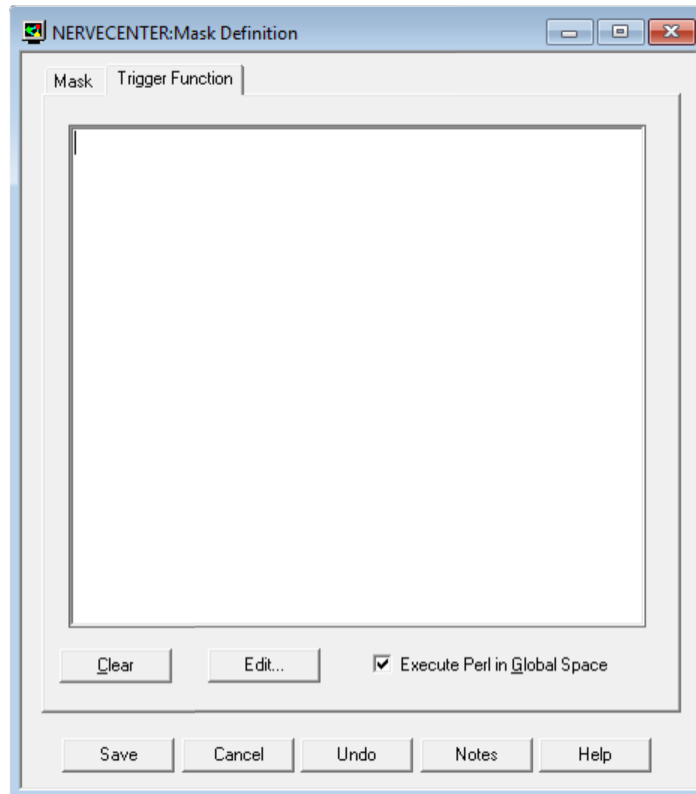 NERVECENTER:Mask Definition
Mask Trigger Function
Clear Edit... Execute Perl in Global Space
Save Cancel Undo Notes Help